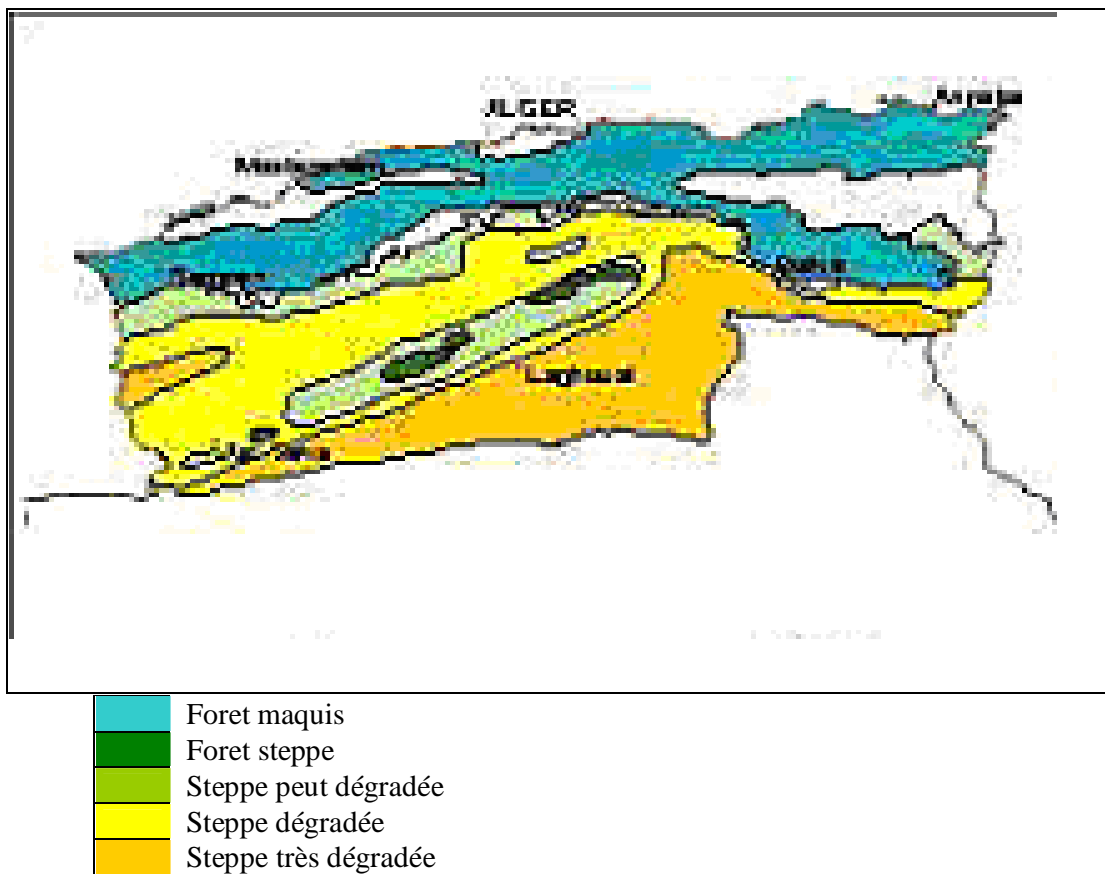 ALGER
Laghouat
Foret maquis
Foret steppe
Steppe peut dégradée
Steppe dégradée
Steppe très dégradée